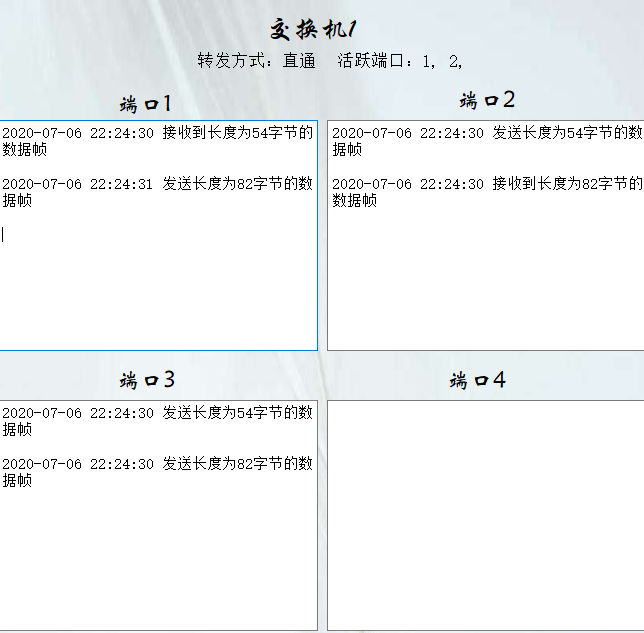 交换机1
转发方式：直通 活跃端口：1, 2,
端口1
2020-07-06 22:24:30 接收到长度为54字节的
数据帧
2020-07-06 22:24:31 发送长度为82字节的数
据帧
端口2
2020-07-06 22:24:30 发送长度为54字节的数
据帧
2020-07-06 22:24:30 接收到长度为82字节的
数据帧
端口3
2020-07-06 22:24:30 发送长度为54字节的数
据帧
2020-07-06 22:24:30 发送长度为82字节的数
据帧
端口4